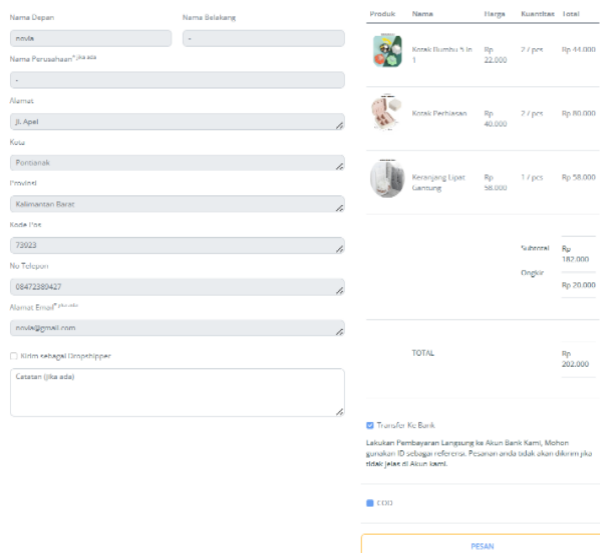 Nama Depan
Nama Belakang
novia
-
Nama Perusahaan* jika ada
-
Alamat
Jl. Apel
Kota
Pontianak
Provinsi
Kalimantan Barat
Kode Pos
73923
No Telepon
08472389427
Alamat Email* jika ada
novia@gmail.com
Kirim sebagai Dropshipper
Catatan (jika ada)
Produk Nama Harga Kuantitas Total
Kotak Bumbu 5 in 1 Rp. 22.000 2 / pcs Rp 44.000
Kotak Perhiasan Rp. 40.000 2 / pcs Rp 80.000
Keranjang Lipat Gantung Rp. 58.000 1 / pcs Rp 58.000
Subtotal Rp 182.000
Ongkir Rp 20.000
TOTAL Rp 202.000
Transfer Ke Bank
Lakukan Pembayaran Langsung ke Akun Bank Kami, Mohon
gunakan ID sebagai referensi. Pesanan anda tidak akan dikirim jika
tidak jelas di Akun kami.
COD
PESAN